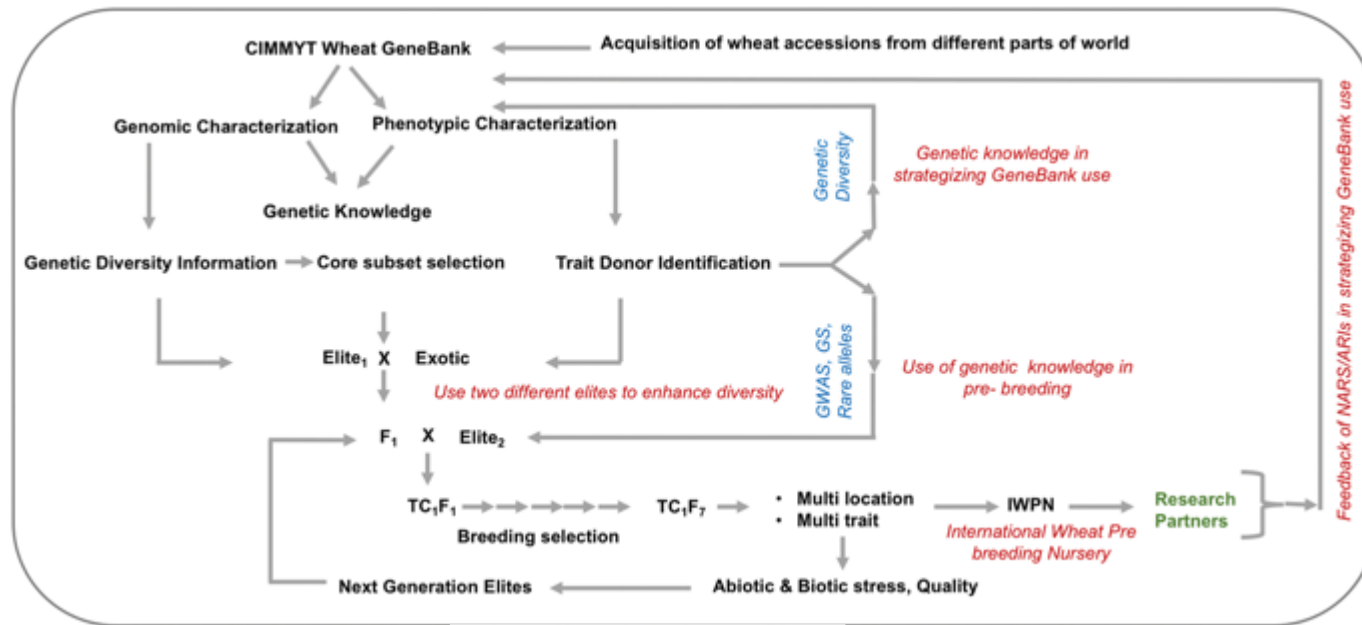 CIMMYT Wheat GeneBank
Acquisition of wheat accessions from different parts of world
Genomic Characterization
Phenotypic Characterization
Genetic Knowledge
Genetic Diversity Information
Core subset selection
Trait Donor Identification
Genetic
Diversity
Genetic knowledge in
strategizing GeneBank use
Elite₁ X Exotic
Use two different elites to enhance diversity
GWAS, GS,
Rare alleles
Use of genetic knowledge in
pre- breeding
F₁ X Elite₂
TC₁F₁
Breeding selection
TC₁F₇
• Multi location
• Multi trait
IWPN
International Wheat Pre
breeding Nursery
Research
Partners
Next Generation Elites
Abiotic & Biotic stress, Quality
Feedback of NARS/ARIs in strategizing GeneBank use